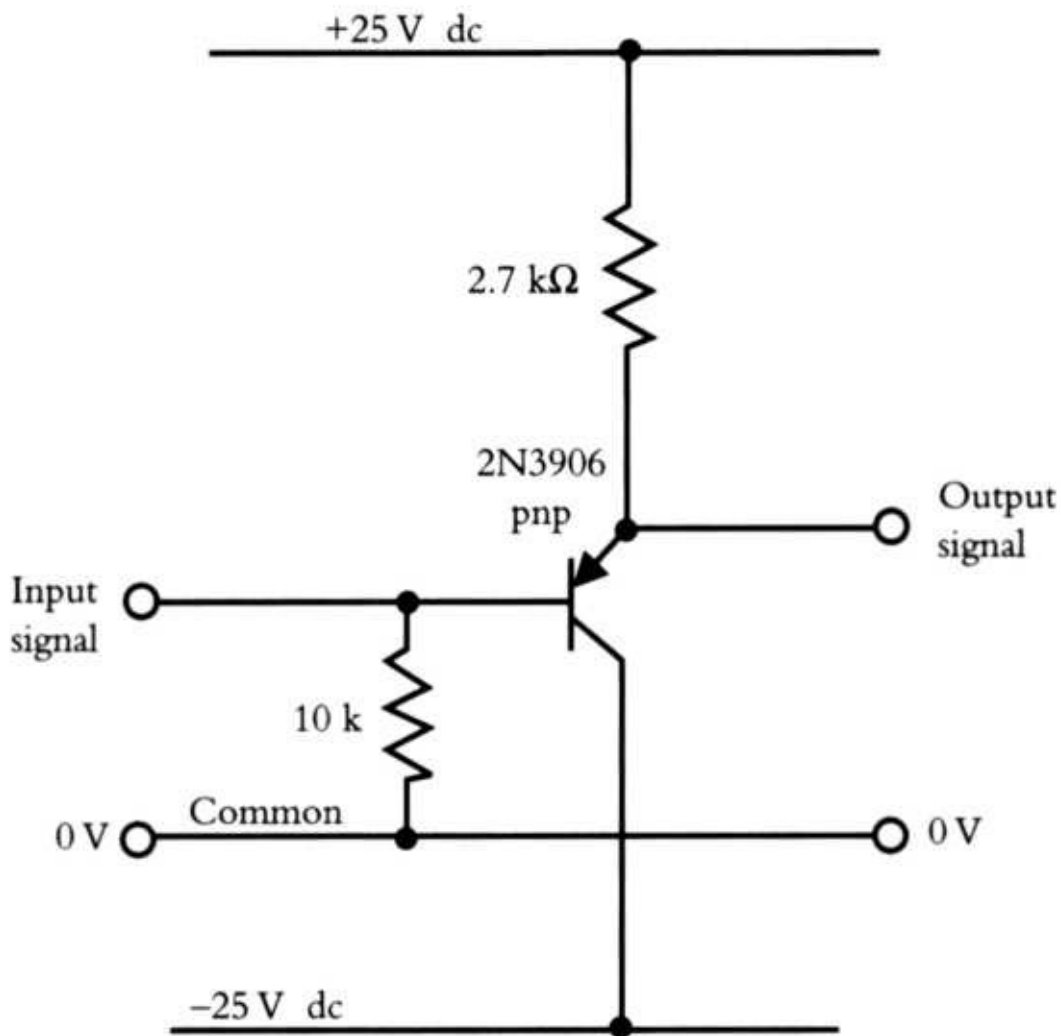 +25 V dc
2.7 kΩ
2N3906
pnp
Output
signal
Input
signal
10 k
Common
0 V
0 V
−25 V dc